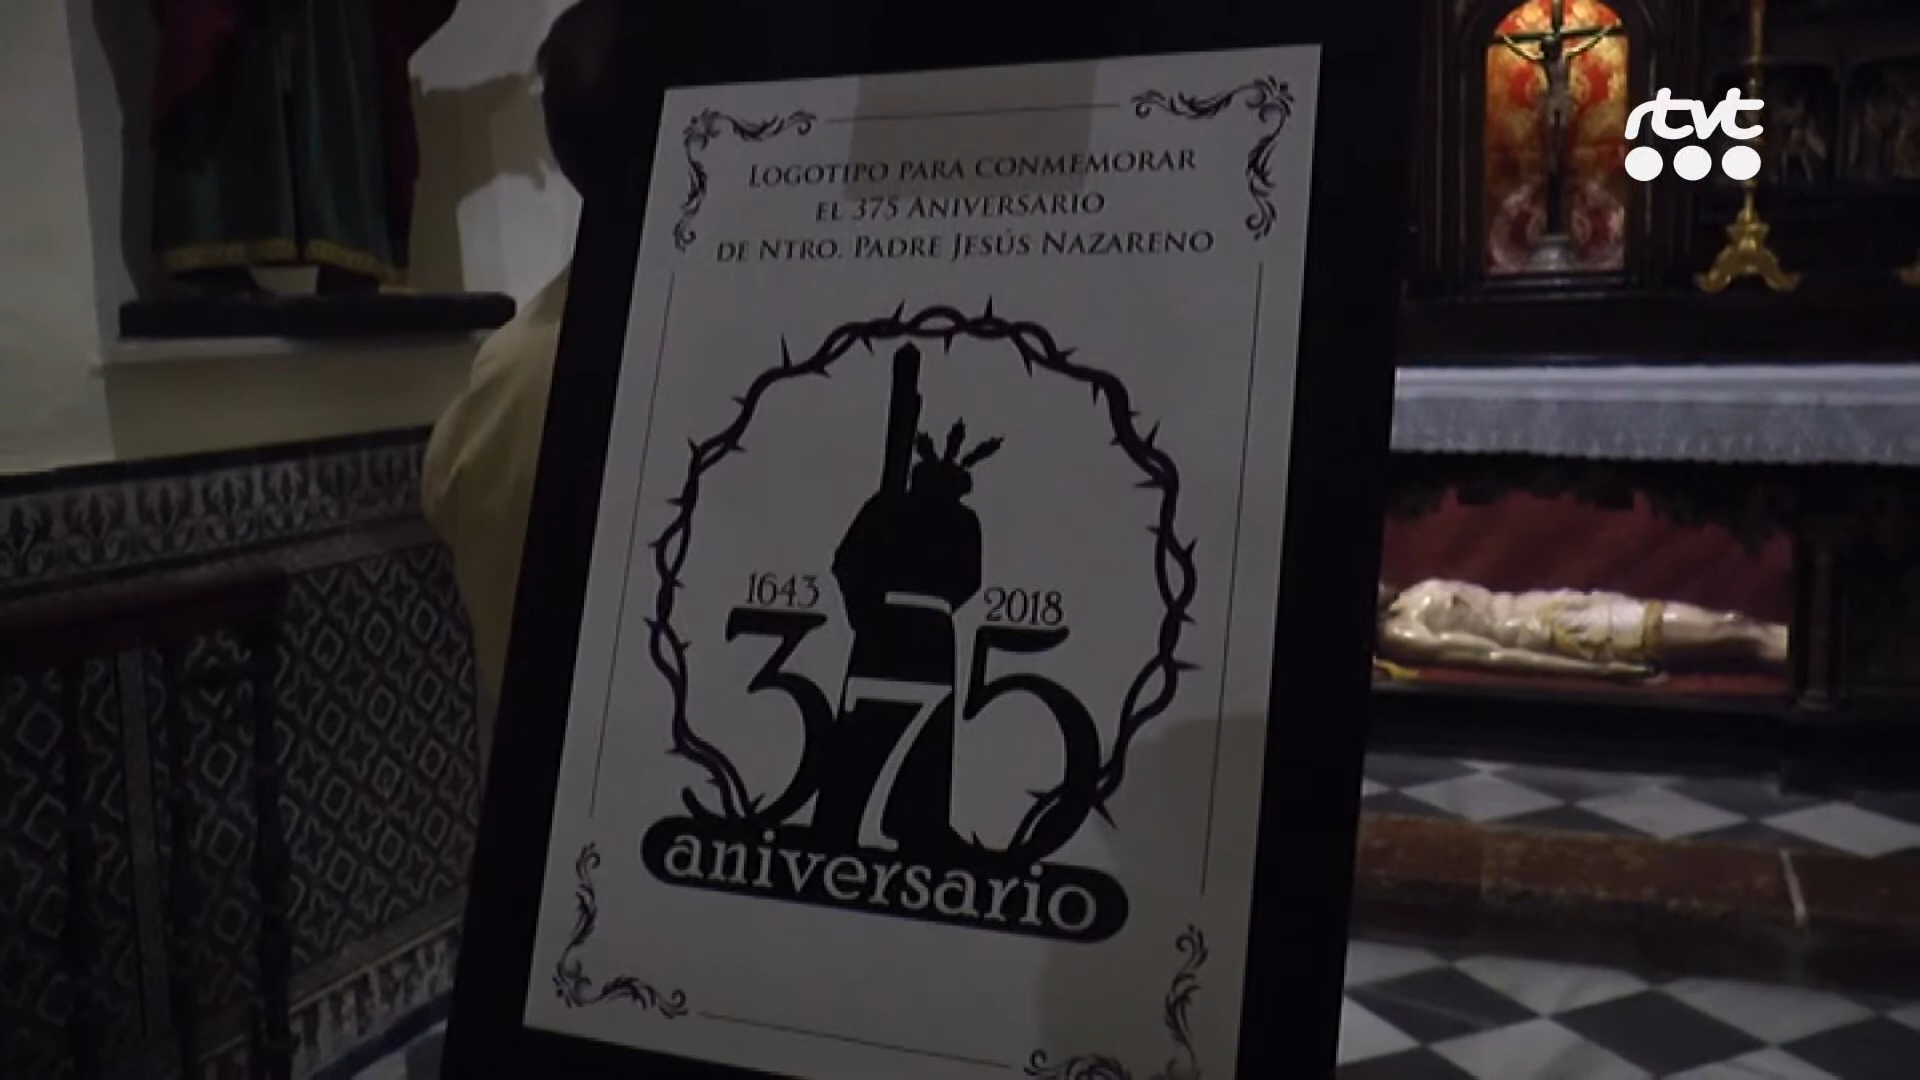 rtvt
LOGOTIPO PARA CONMEMORAR
EL 375 ANIVERSARIO
DE NTRO. PADRE JESÚS NAZARENO
1643 2018
375
aniversario